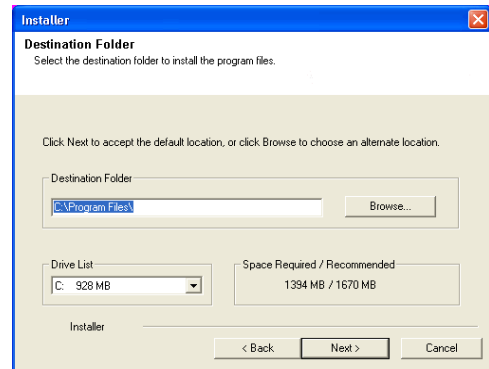 Installer
Destination Folder
Select the destination folder to install the program files.
Click Next to accept the default location, or click Browse to choose an alternate location.
Destination Folder
C:\Program Files\
Browse...
Drive List
C: 928 MB
Space Required / Recommended
1394 MB / 1670 MB
Installer
< Back
Next >
Cancel